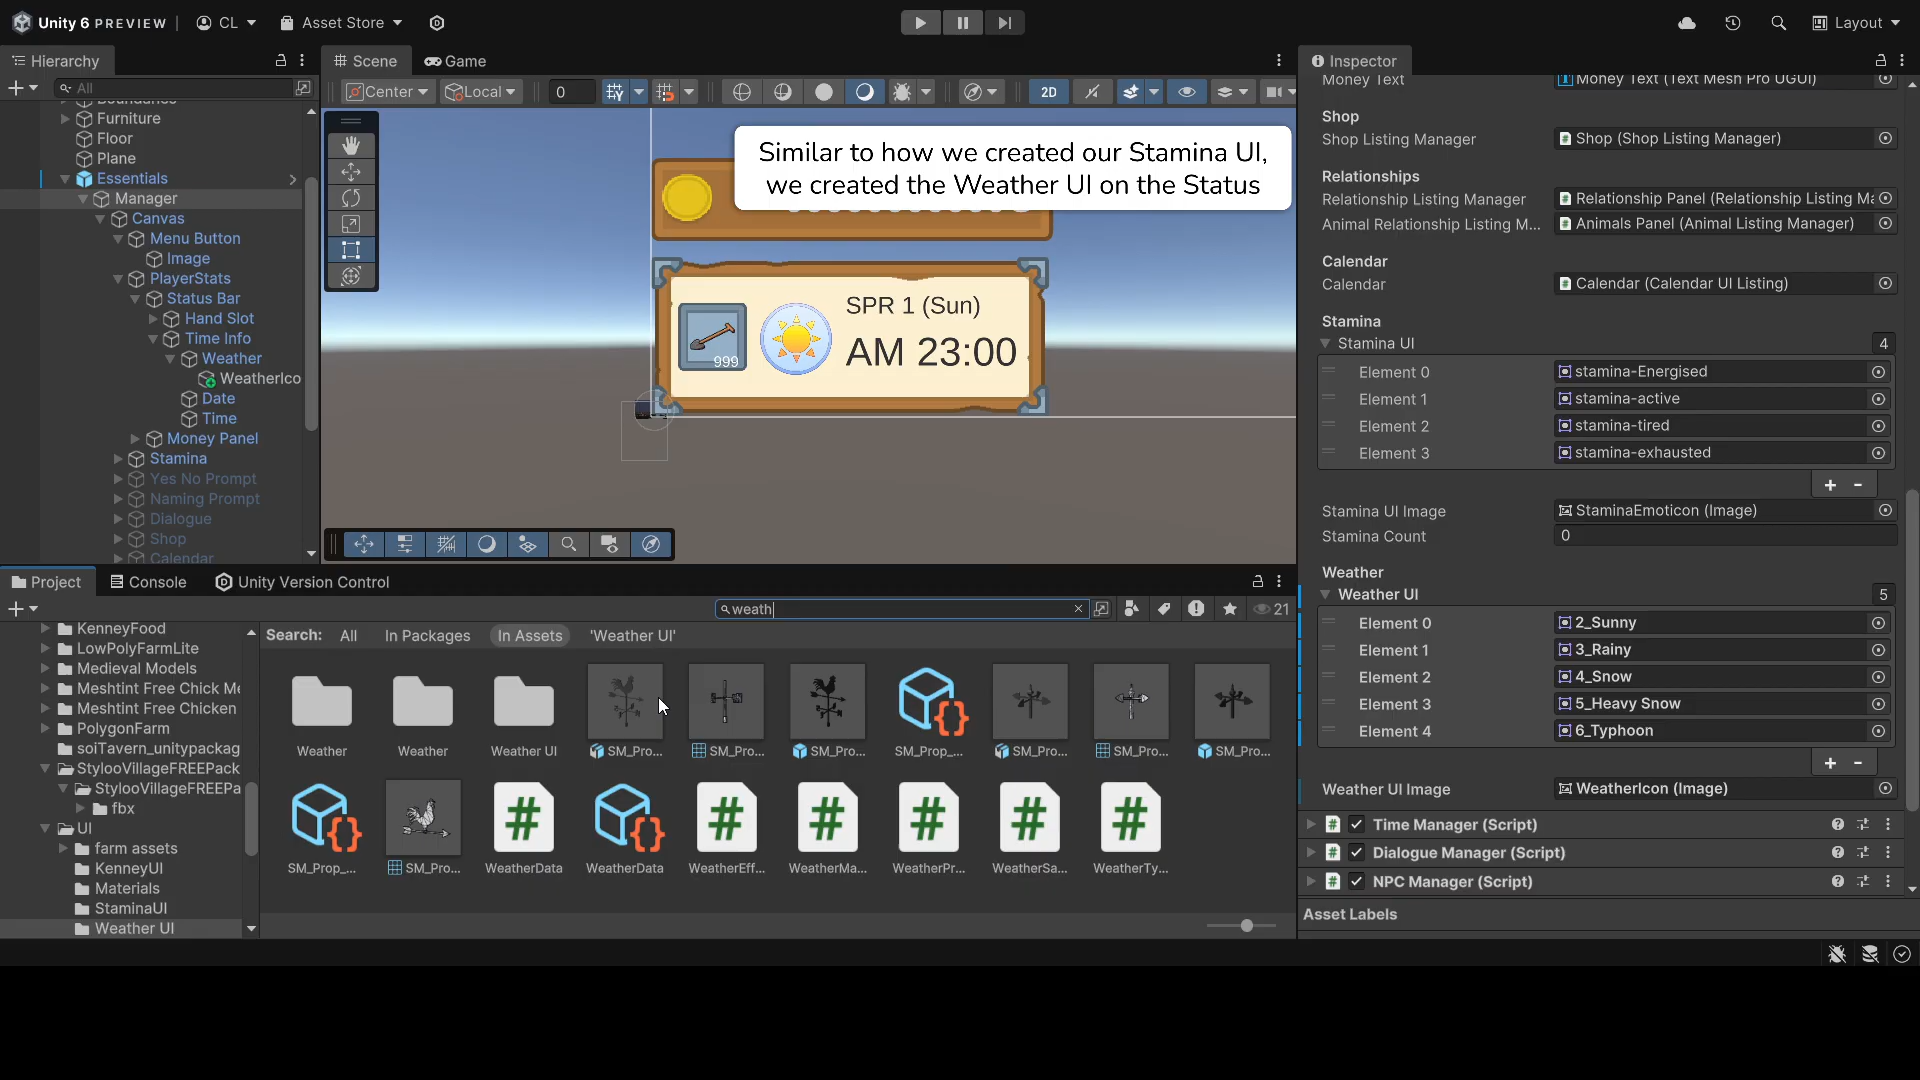 Unity 6 PREVIEW
CL
Asset Store
Layout
Hierarchy
Scene
Game
Inspector
All
Center
Local
0
2D
Furniture
Floor
Plane
Essentials
Manager
Canvas
Menu Button
Image
PlayerStats
Status Bar
Hand Slot
Time Info
Weather
WeatherIco
Date
Time
Money Panel
Stamina
Yes No Prompt
Naming Prompt
Dialogue
Shop
Calendar
Similar to how we created our Stamina UI,
we created the Weather UI on the Status
SPR 1 (Sun)
AM 23:00
999
Money Text
Money Text (Text Mesh Pro UGUI)
Shop
Shop Listing Manager
Shop (Shop Listing Manager)
Relationships
Relationship Listing Manager
Relationship Panel (Relationship Listing Ma
Animal Relationship Listing M...
Animals Panel (Animal Listing Manager)
Calendar
Calendar
Calendar (Calendar UI Listing)
Stamina
Stamina UI
4
Element 0
stamina-Energised
Element 1
stamina-active
Element 2
stamina-tired
Element 3
stamina-exhausted
+ -
Stamina UI Image
StaminaEmoticon (Image)
Stamina Count
0
Weather
Weather UI
5
Element 0
2_Sunny
Element 1
3_Rainy
Element 2
4_Snow
Element 3
5_Heavy Snow
Element 4
6_Typhoon
+ -
Weather UI Image
WeatherIcon (Image)
Time Manager (Script)
Dialogue Manager (Script)
NPC Manager (Script)
Asset Labels
Project
Console
Unity Version Control
weath
21
Search:
All
In Packages
In Assets
'Weather UI'
KenneyFood
LowPolyFarmLite
Medieval Models
Meshtint Free Chick Me
Meshtint Free Chicken
PolygonFarm
soiTavern_unitypackag
StylooVillageFREEPack
StylooVillageFREEPa
fbx
UI
farm assets
KenneyUI
Materials
StaminaUI
Weather UI
Weather
Weather
Weather UI
SM_Pro...
SM_Pro...
SM_Pro...
SM_Prop_...
SM_Pro...
SM_Pro...
SM_Pro...
SM_Prop_...
SM_Pro...
WeatherData
WeatherData
WeatherEff...
WeatherMa...
WeatherPr...
WeatherSa...
WeatherTy...